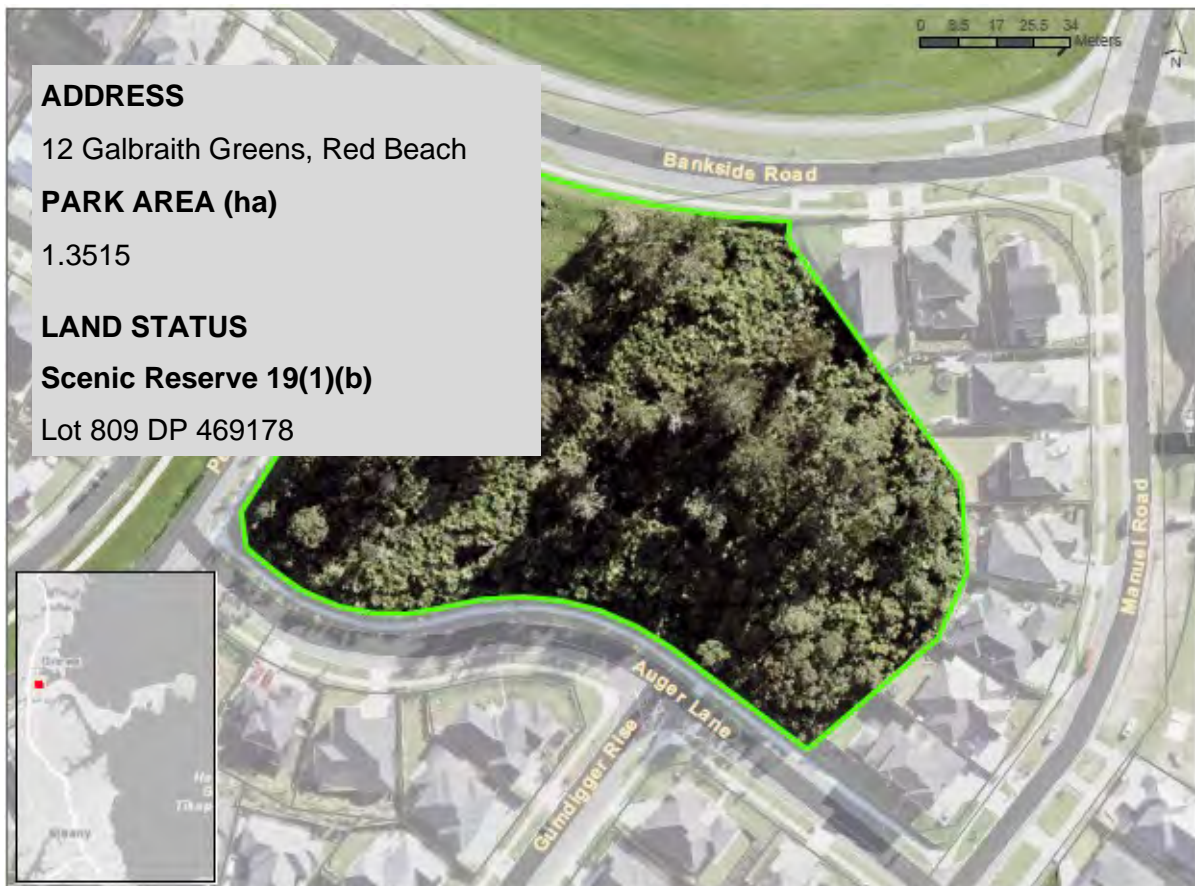 0 8.5 17 25.5 34
Meters
N
ADDRESS
12 Galbraith Greens, Red Beach
PARK AREA (ha)
1.3515
LAND STATUS
Scenic Reserve 19(1)(b)
Lot 809 DP 469178
Bankside Road
Manuel Road
Auger Lane
Gumdigger Rise